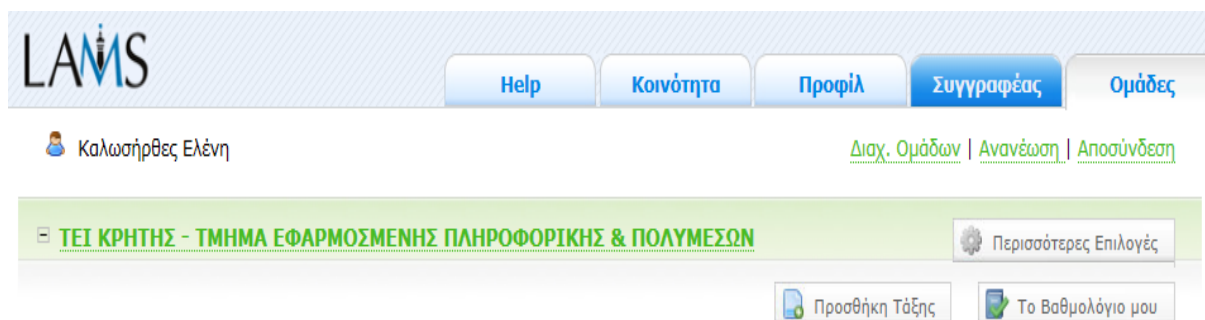 LAMS
Help Κοινότητα Προφίλ Συγγραφέας Ομάδες
Καλωσήρθες Ελένη Διαχ. Ομάδων | Ανανέωση | Αποσύνδεση
ΤΕΙ ΚΡΗΤΗΣ - ΤΜΗΜΑ ΕΦΑΡΜΟΣΜΕΝΗΣ ΠΛΗΡΟΦΟΡΙΚΗΣ & ΠΟΛΥΜΕΣΩΝ Περισσότερες Επιλογές
Προσθήκη Τάξης Το Βαθμολόγιο μου